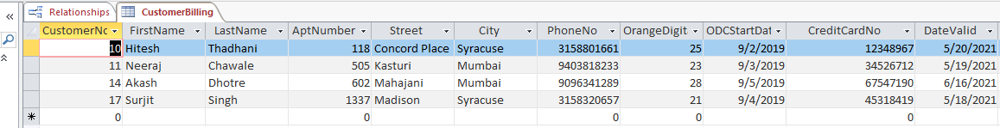 Relationships CustomerBilling
CustomerNo FirstName LastName AptNumber Street City PhoneNo OrangeDigit ODCStartDat CreditCardNo DateValid
10 Hitesh Thadhani 118 Concord Place Syracuse 3158801661 25 9/2/2019 12348967 5/20/2021
11 Neeraj Chawale 505 Kasturi Mumbai 9403818233 23 9/3/2019 34526712 5/19/2021
14 Akash Dhotre 602 Mahajani Mumbai 9096341289 28 9/5/2019 67547190 6/16/2021
17 Surjit Singh 1337 Madison Syracuse 3158320657 21 9/4/2019 45318419 5/18/2021
0 0 0 0 0